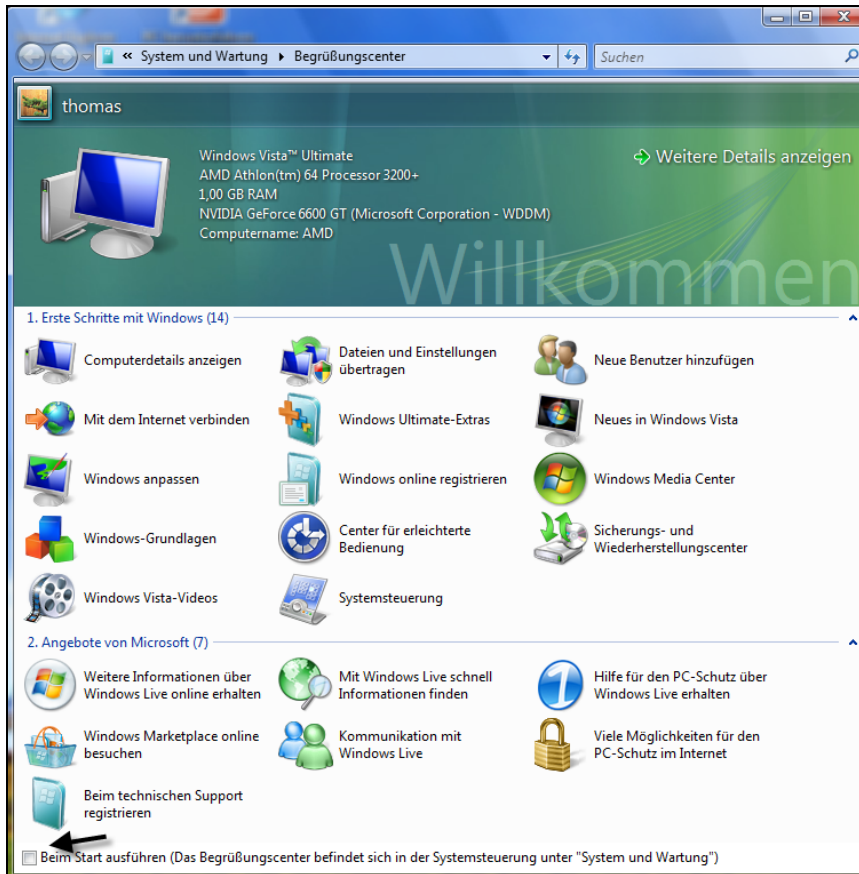 « System und Wartung ▸ Begrüßungscenter
Suchen
thomas
Windows Vista™ Ultimate
AMD Athlon(tm) 64 Processor 3200+
1,00 GB RAM
NVIDIA GeForce 6600 GT (Microsoft Corporation - WDDM)
Computername: AMD
Weitere Details anzeigen
Willkommen
1. Erste Schritte mit Windows (14)
Computerdetails anzeigen
Dateien und Einstellungen
übertragen
Neue Benutzer hinzufügen
Mit dem Internet verbinden
Windows Ultimate-Extras
Neues in Windows Vista
Windows anpassen
Windows online registrieren
Windows Media Center
Windows-Grundlagen
Center für erleichterte
Bedienung
Sicherungs- und
Wiederherstellungscenter
Windows Vista-Videos
Systemsteuerung
2. Angebote von Microsoft (7)
Weitere Informationen über
Windows Live online erhalten
Mit Windows Live schnell
Informationen finden
Hilfe für den PC-Schutz über
Windows Live erhalten
Windows Marketplace online
besuchen
Kommunikation mit
Windows Live
Viele Möglichkeiten für den
PC-Schutz im Internet
Beim technischen Support
registrieren
Beim Start ausführen (Das Begrüßungscenter befindet sich in der Systemsteuerung unter "System und Wartung")